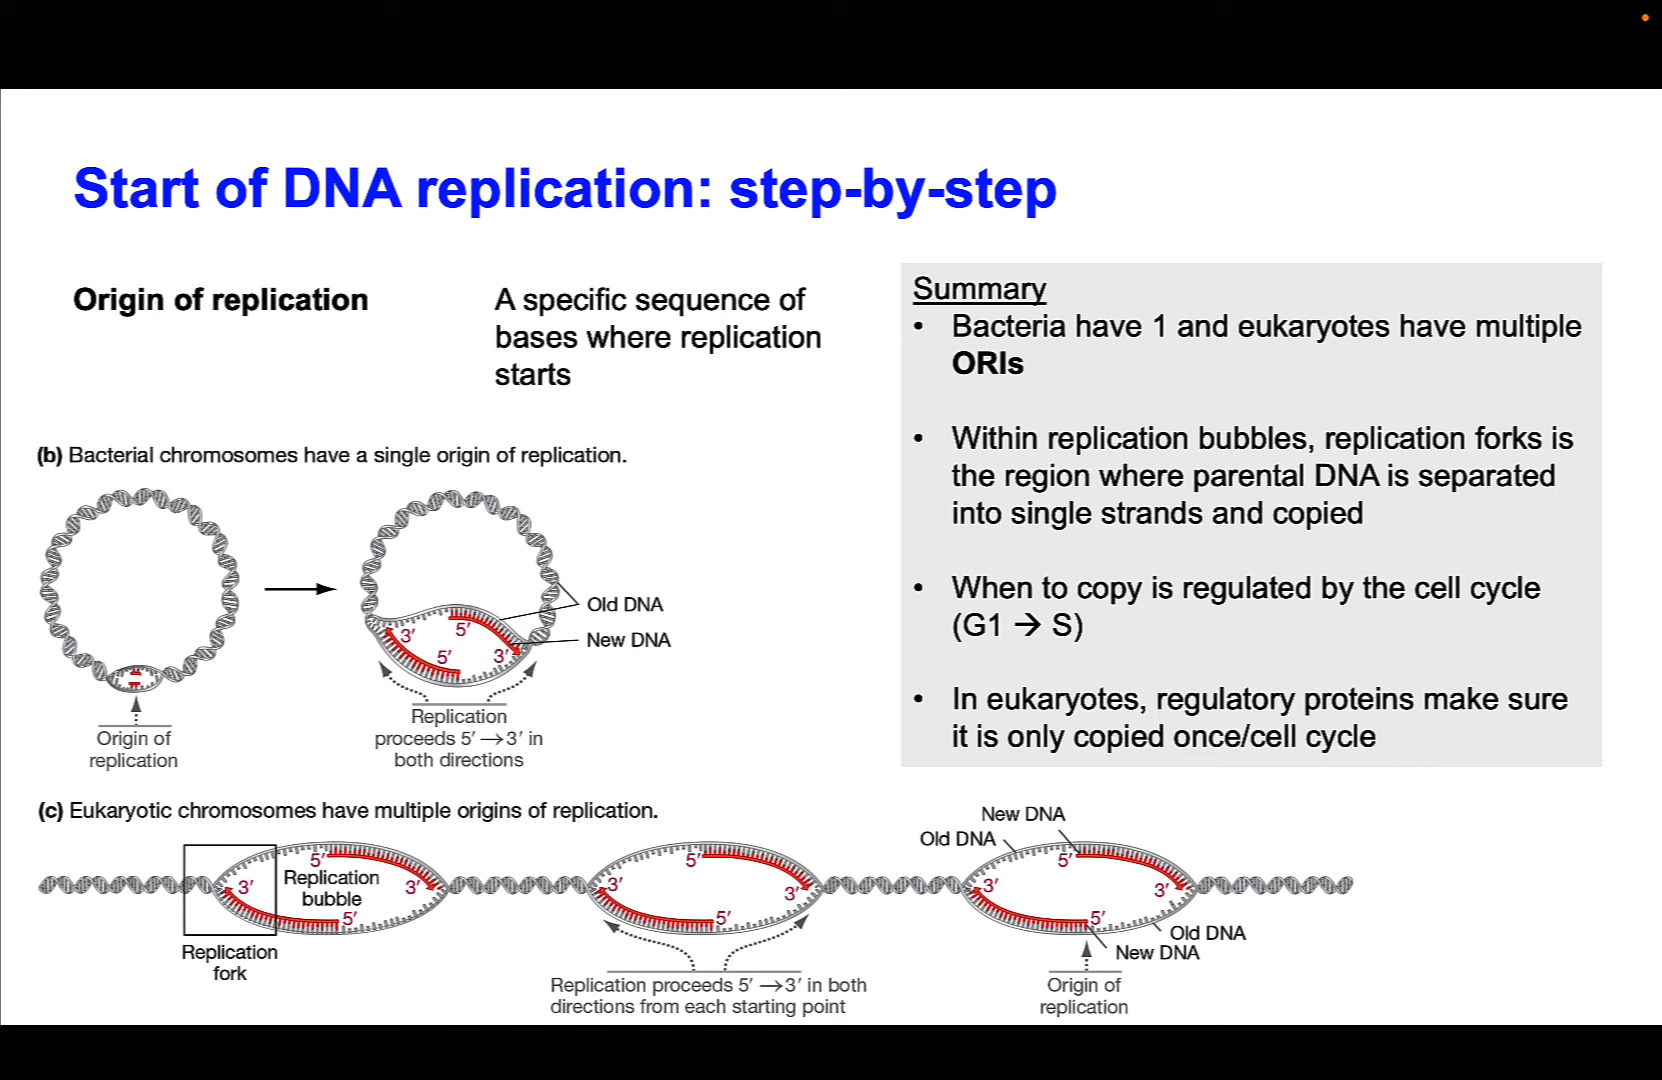 Start of DNA replication: step-by-step
Origin of replication
A specific sequence of
bases where replication
starts
Summary
• Bacteria have 1 and eukaryotes have multiple
ORIs
• Within replication bubbles, replication forks is
the region where parental DNA is separated
into single strands and copied
• When to copy is regulated by the cell cycle
(G1 → S)
• In eukaryotes, regulatory proteins make sure
it is only copied once/cell cycle
(b) Bacterial chromosomes have a single origin of replication.
Old DNA
New DNA
3′
5′
5′
3′
Origin of
replication
Replication
proceeds 5′ →3′ in
both directions
(c) Eukaryotic chromosomes have multiple origins of replication.
5′
3′
Replication
bubble
3′
5′
Replication
fork
5′
3′
3′
5′
Replication proceeds 5′ →3′ in both
directions from each starting point
New DNA
Old DNA
5′
3′
3′
5′
Old DNA
New DNA
Origin of
replication